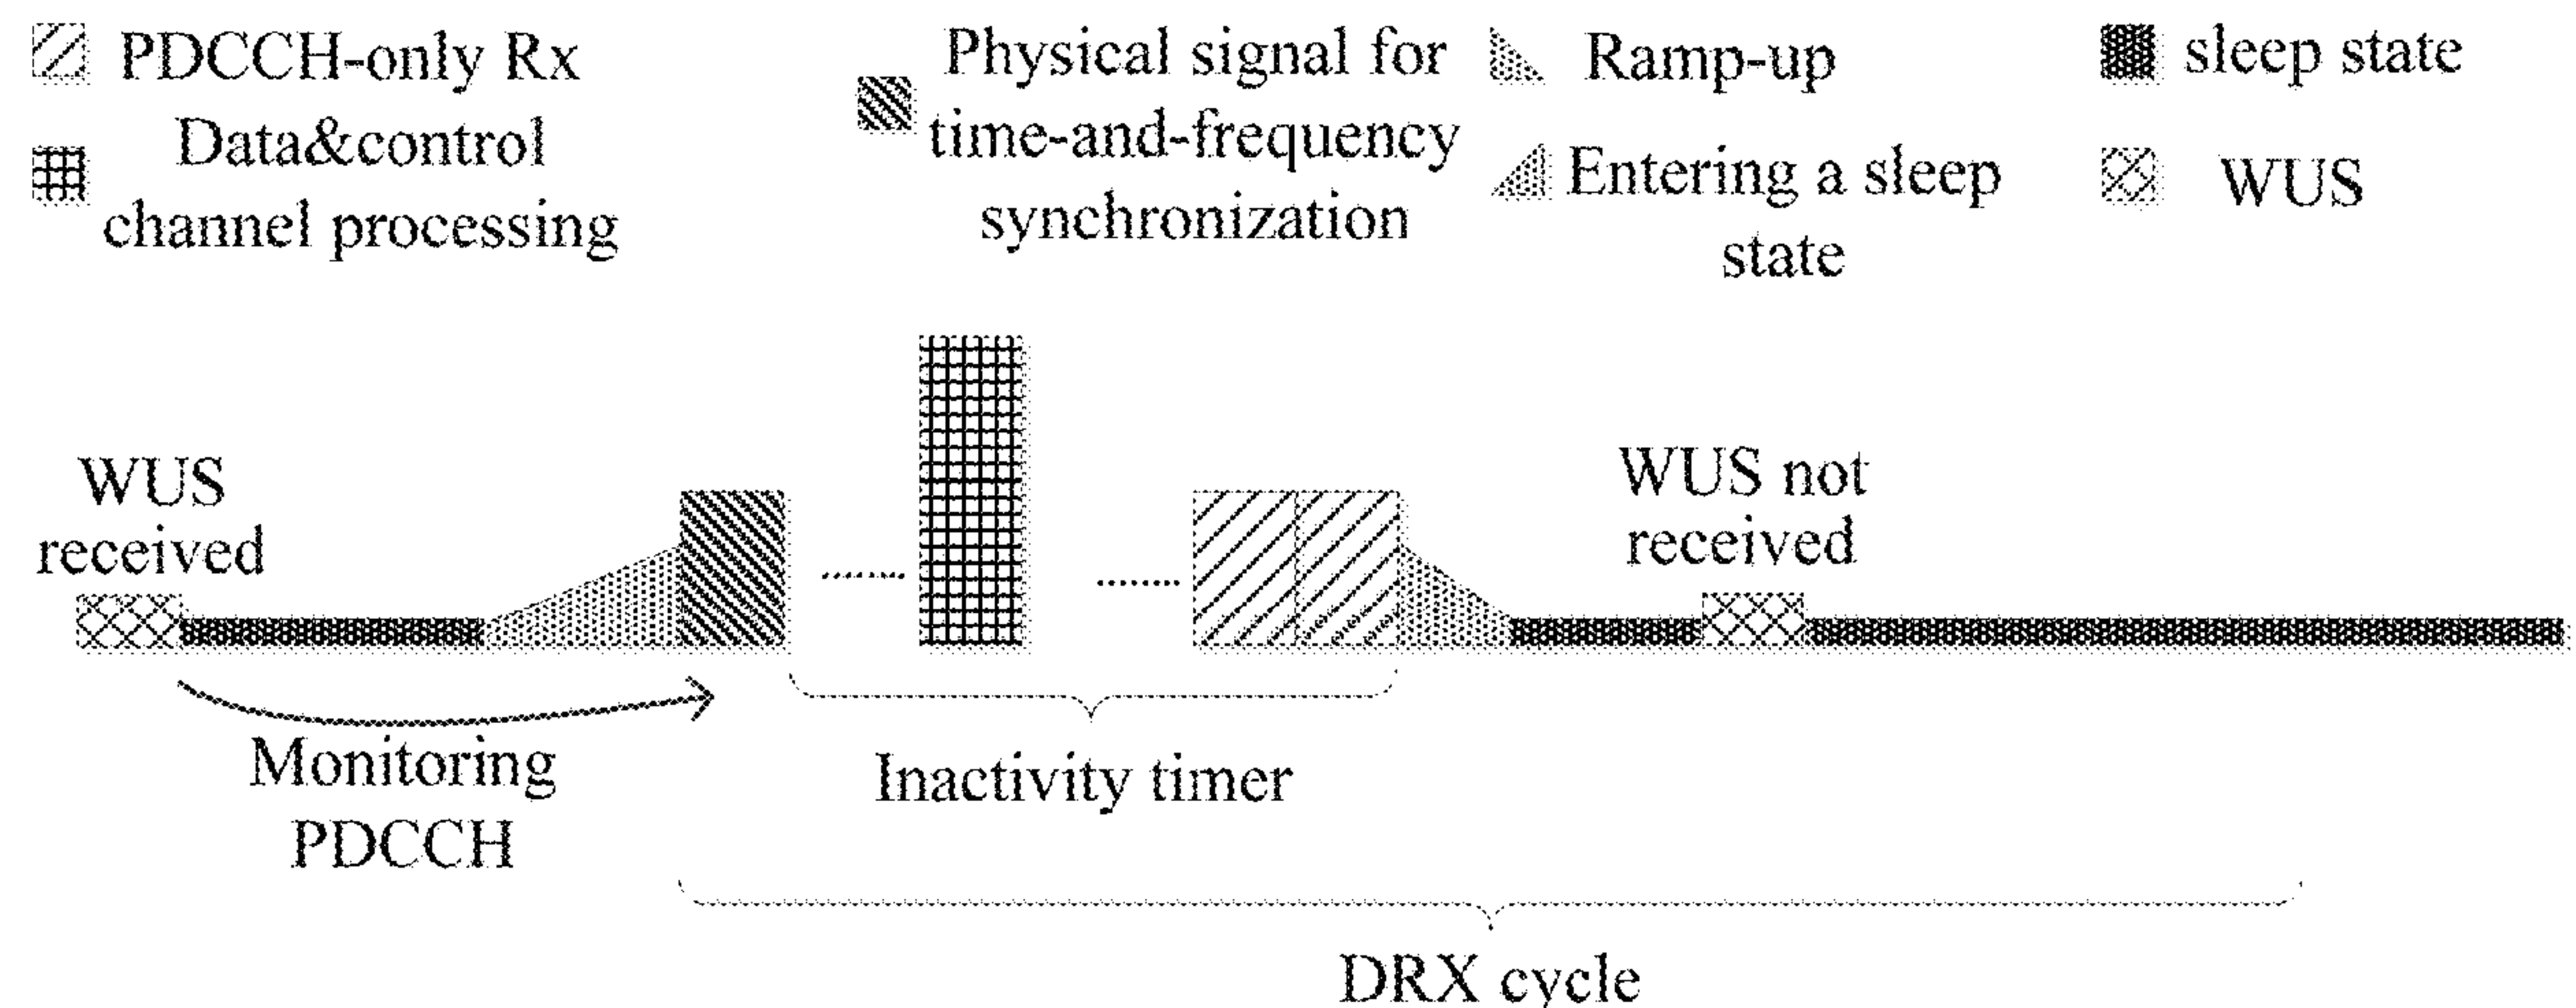 PDCCH-only Rx
Data&control
channel processing
Physical signal for
time-and-frequency
synchronization
Ramp-up
Entering a sleep
state
sleep state
WUS
WUS
received
WUS not
received
Monitoring
PDCCH
Inactivity timer
DRX cycle